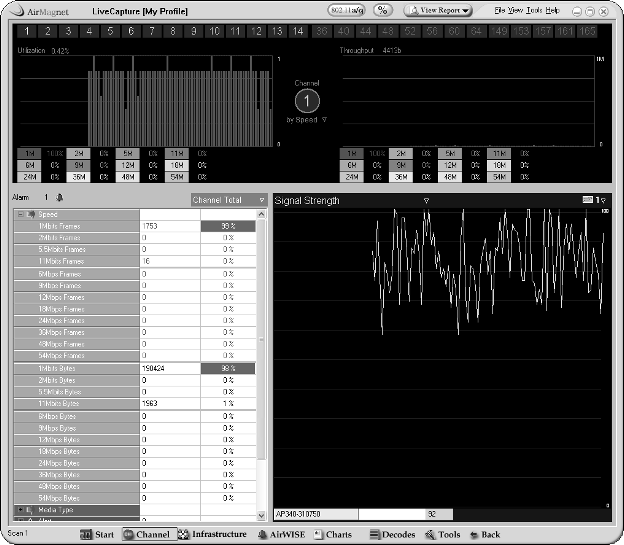 AirMagnet LiveCapture [My Profile] 802.11a/g % View Report File View Tools Help
1 2 3 4 5 6 7 8 9 10 11 12 13 14 36 40 44 48 52 56 60 64 149 153 157 161 165
Utilization 0.42% Throughput 4413b
1 1M
Channel
1
by Speed
0 0
1M 100% 2M 0% 5M 0% 11M 0% 1M 0% 2M 0% 5M 0% 11M 0%
6M 0% 9M 0% 12M 0% 18M 0% 6M 0% 9M 0% 12M 0% 18M 0%
24M 0% 36M 0% 48M 0% 54M 0% 24M 0% 36M 0% 48M 0% 54M 0%
Alarm 1 Channel Total
Signal Strength 1
100
Speed
1Mbits Frames 1753 99 %
2Mbits Frames 0 0 %
5.5Mbits Frames 0 0 %
11Mbits Frames 16 0 %
6Mbps Frames 0 0 %
9Mbps Frames 0 0 %
12Mbps Frames 0 0 %
18Mbps Frames 0 0 %
24Mbps Frames 0 0 %
36Mbps Frames 0 0 %
48Mbps Frames 0 0 %
54Mbps Frames 0 0 %
1Mbits Bytes 190424 98 %
2Mbits Bytes 0 0 %
5.5Mbits Bytes 0 0 %
11Mbits Bytes 1963 1 %
6Mbps Bytes 0 0 %
9Mbps Bytes 0 0 %
12Mbps Bytes 0 0 %
18Mbps Bytes 0 0 %
24Mbps Bytes 0 0 %
36Mbps Bytes 0 0 %
48Mbps Bytes 0 0 %
54Mbps Bytes 0 0 %
Media Type
Alert 0
AP340-310750 92
0
Scan 1 Start Channel Infrastructure AirWISE Charts Decodes Tools Back